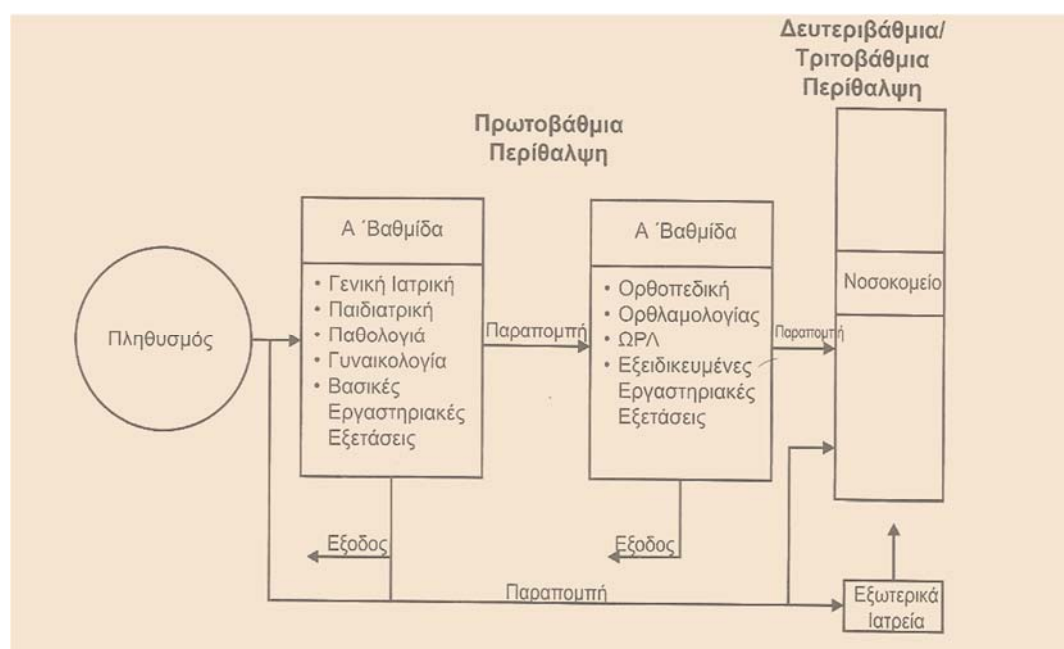 Δευτεριβάθμια/
Τριτοβάθμια
Περίθαλψη
Πρωτοβάθμια
Περίθαλψη
Α ΄Βαθμίδα
• Γενική Ιατρική
• Παιδιατρική
• Παθολογιά
• Γυναικολογία
• Βασικές
Εργαστηριακές
Εξετάσεις
Α ΄Βαθμίδα
• Ορθοπεδική
• Ορθλαμολογίας
• ΩΡΛ
• Εξειδικευμένες
Εργαστηριακές
Εξετάσεις
Νοσοκομείο
Πληθυσμός
Παραπομπή
Παραπομπή
Εξοδος
Εξοδος
Παραπομπή
Εξωτερικά
Ιατρεία